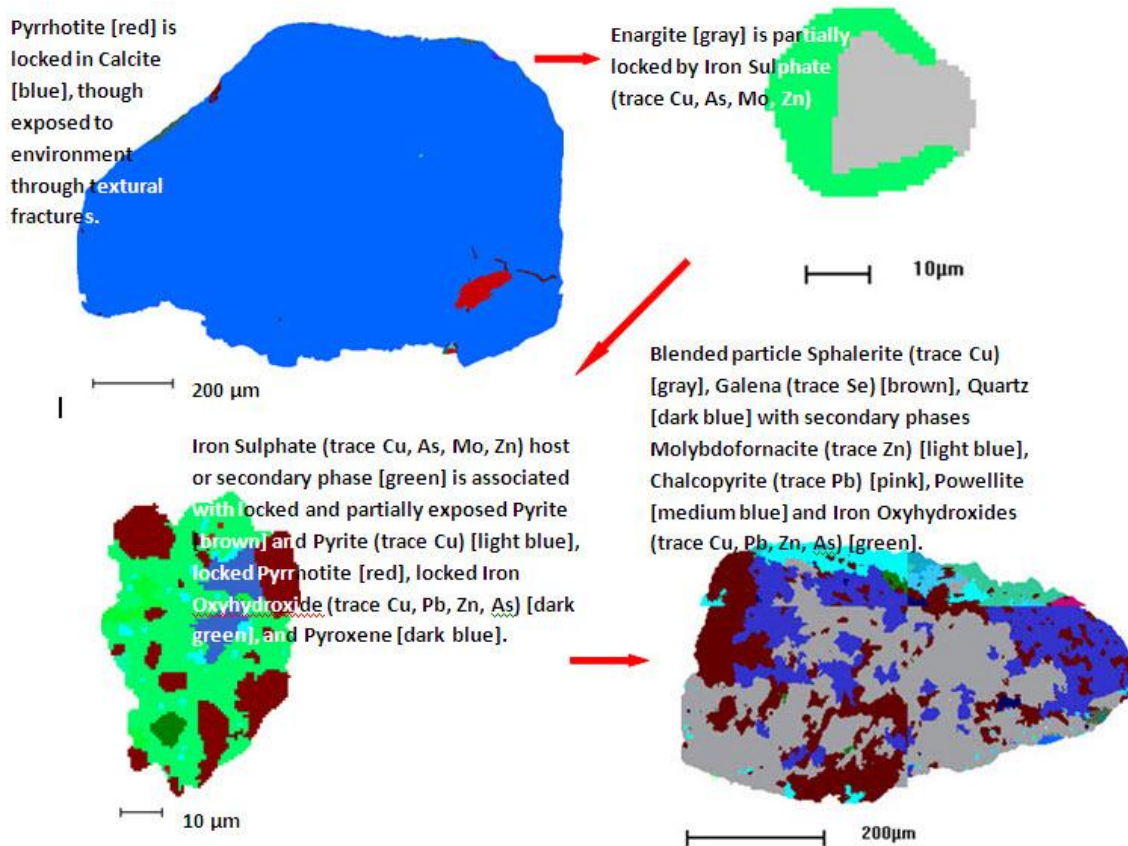 Pyrrhotite [red] is
locked in Calcite
[blue], though
exposed to
environment
through textural
fractures.
200 µm
Enargite [gray] is partially
locked by Iron Sulphate
(trace Cu, As, Mo, Zn)
10µm
Iron Sulphate (trace Cu, As, Mo, Zn) host
or secondary phase [green] is associated
with locked and partially exposed Pyrite
[brown] and Pyrite (trace Cu) [light blue],
locked Pyrrhotite [red], locked Iron
Oxyhydroxide (trace Cu, Pb, Zn, As) [dark
green], and Pyroxene [dark blue].
10 µm
Blended particle Sphalerite (trace Cu)
[gray], Galena (trace Se) [brown], Quartz
[dark blue] with secondary phases
Molybdofornacite (trace Zn) [light blue],
Chalcopyrite (trace Pb) [pink], Powellite
[medium blue] and Iron Oxyhydroxides
(trace Cu, Pb, Zn, As) [green].
200µm